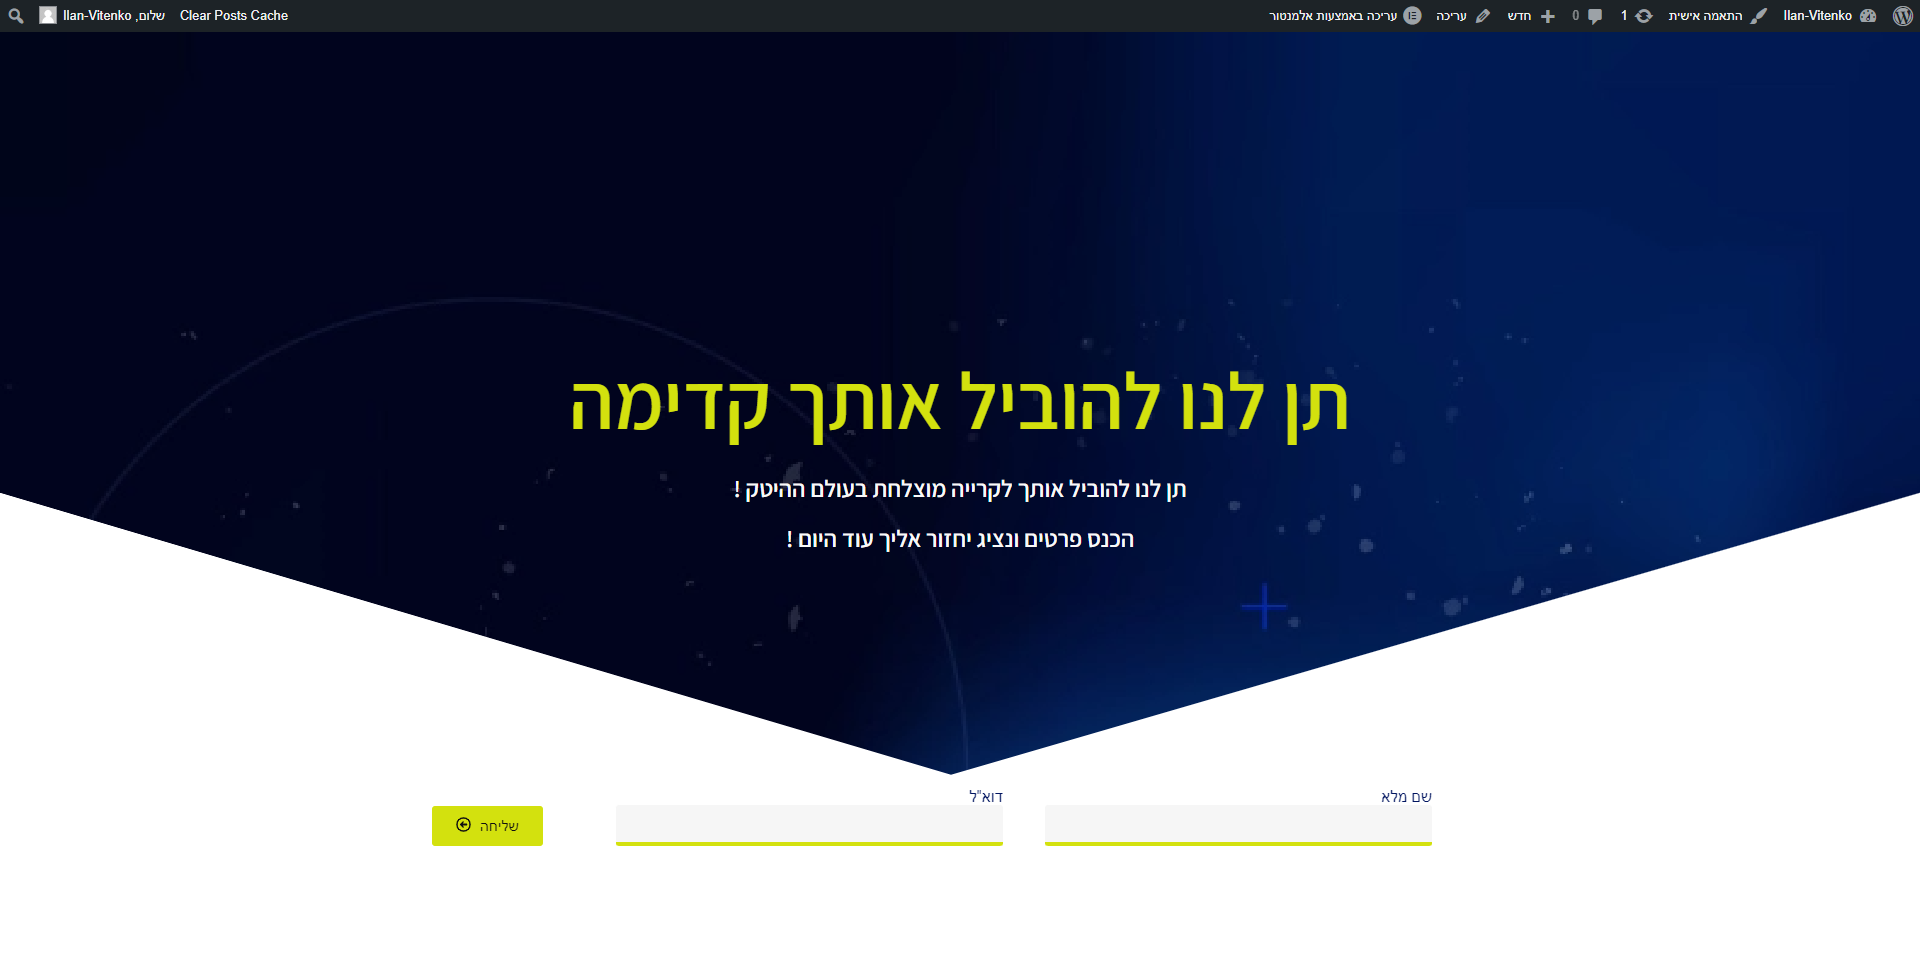 Ilan-Vitenko
התאמה אישית
1
0
חדש
עריכה
עריכה באמצעות אלמנטור
Clear Posts Cache
שלום, Ilan-Vitenko
תן לנו להוביל אותך קדימה
תן לנו להוביל אותך לקרייה מוצלחת בעולם ההיטק !
הכנס פרטים ונציג יחזור אליך עוד היום !
שם מלא
דוא"ל
שליחה